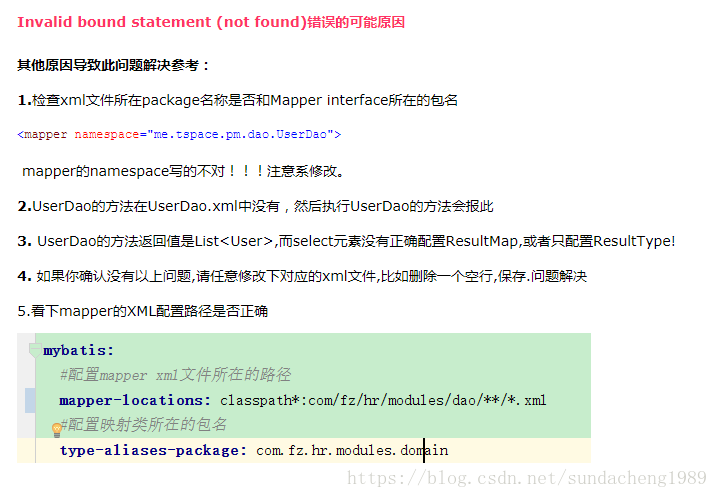 Invalid bound statement (not found)错误的可能原因
其他原因导致此问题解决参考：
1.检查xml文件所在package名称是否和Mapper interface所在的包名
<mapper namespace="me.tspace.pm.dao.UserDao">
mapper的namespace写的不对！！！注意系修改。
2.UserDao的方法在UserDao.xml中没有，然后执行UserDao的方法会报此
3. UserDao的方法返回值是List<User>,而select元素没有正确配置ResultMap,或者只配置ResultType!
4. 如果你确认没有以上问题,请任意修改下对应的xml文件,比如删除一个空行,保存.问题解决
5.看下mapper的XML配置路径是否正确
mybatis:
#配置mapper xml文件所在的路径
mapper-locations: classpath*:com/fz/hr/modules/dao/**/*.xml
#配置映射类所在的包名
type-aliases-package: com.fz.hr.modules.domain
https://blog.csdn.net/sundacheng1989